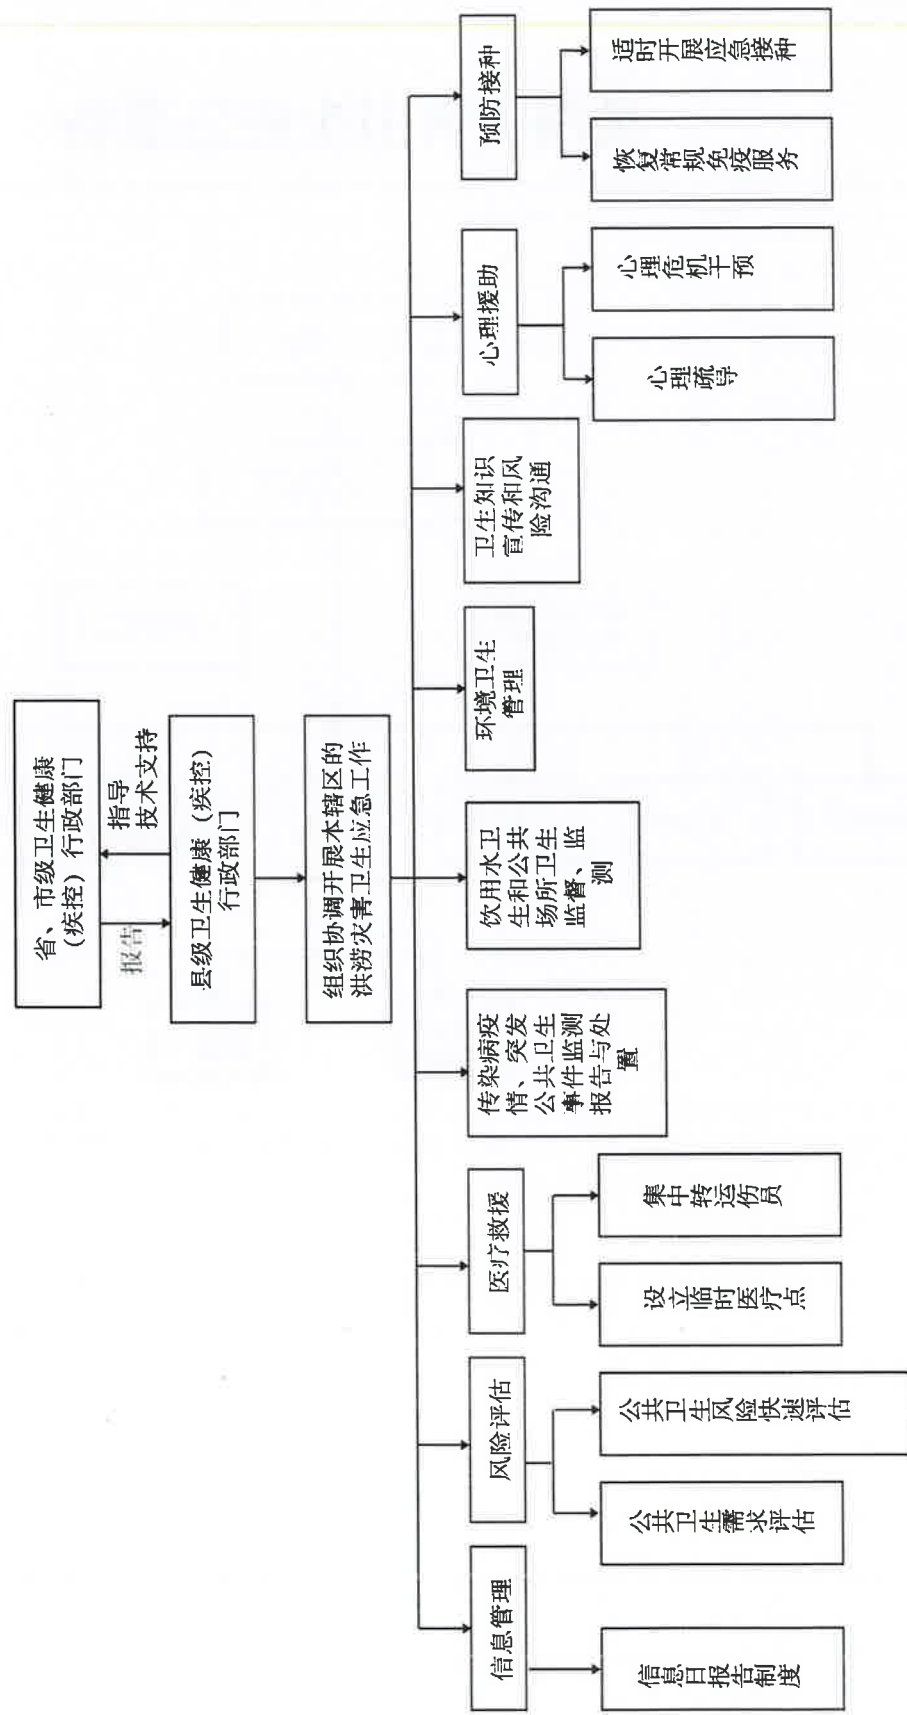 省、市级卫生健康
（疾控）行政部门
报告
指导
技术支持
县级卫生健康（疾控）
行政部门
组织协调开展本辖区的
洪涝灾害卫生应急工作
信息管理
风险评估
医疗救援
传染病疫
情、突发
公共卫生
事件监测
报告与处
置
饮用水卫
生和公共
场所卫生
监督、监
测
环境卫生
管理
卫生知识
宣传和风
险沟通
心理援助
预防接种
信息日报告制度
公共卫生需求评估
公共卫生风险快速评估
设立临时医疗点
集中转运伤员
心理疏导
心理危机干预
恢复常规免疫服务
适时开展应急接种